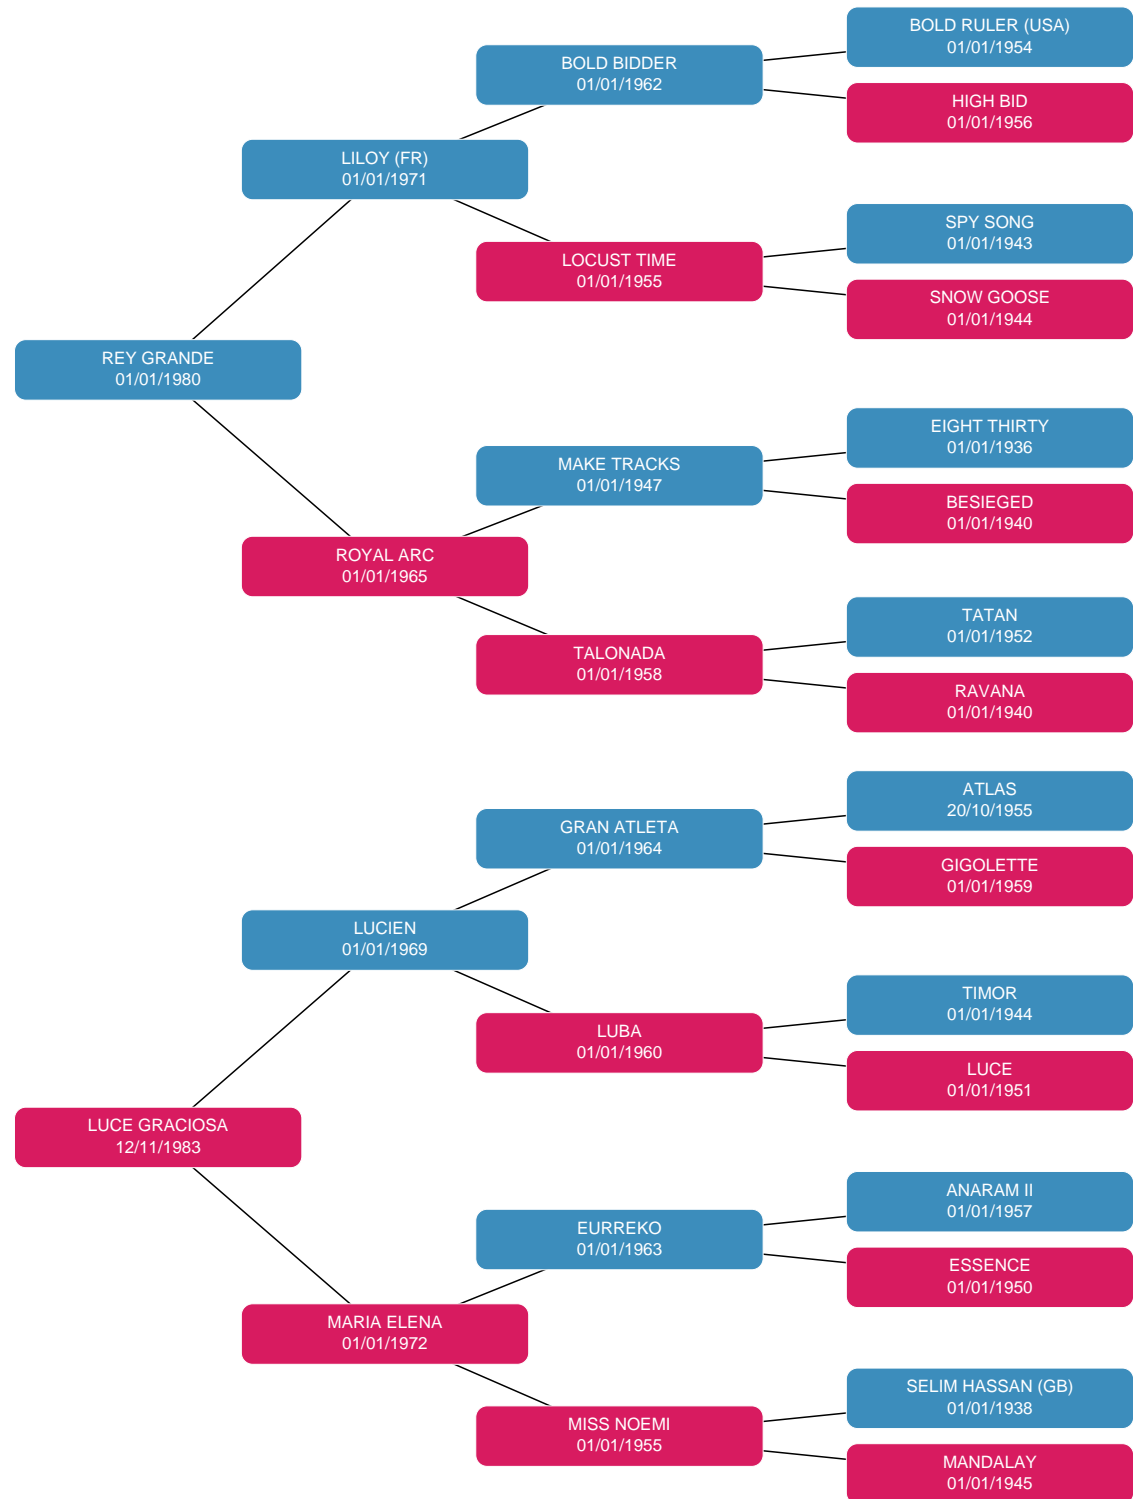 BOLD RULER (USA)
01/01/1954
BOLD BIDDER
01/01/1962
HIGH BID
01/01/1956
LILOY (FR)
01/01/1971
SPY SONG
01/01/1943
LOCUST TIME
01/01/1955
SNOW GOOSE
01/01/1944
REY GRANDE
01/01/1980
EIGHT THIRTY
01/01/1936
MAKE TRACKS
01/01/1947
BESIEGED
01/01/1940
ROYAL ARC
01/01/1965
TATAN
01/01/1952
TALONADA
01/01/1958
RAVANA
01/01/1940
ATLAS
20/10/1955
GRAN ATLETA
01/01/1964
GIGOLETTE
01/01/1959
LUCIEN
01/01/1969
TIMOR
01/01/1944
LUBA
01/01/1960
LUCE
01/01/1951
LUCE GRACIOSA
12/11/1983
ANARAM II
01/01/1957
EURREKO
01/01/1963
ESSENCE
01/01/1950
MARIA ELENA
01/01/1972
SELIM HASSAN (GB)
01/01/1938
MISS NOEMI
01/01/1955
MANDALAY
01/01/1945